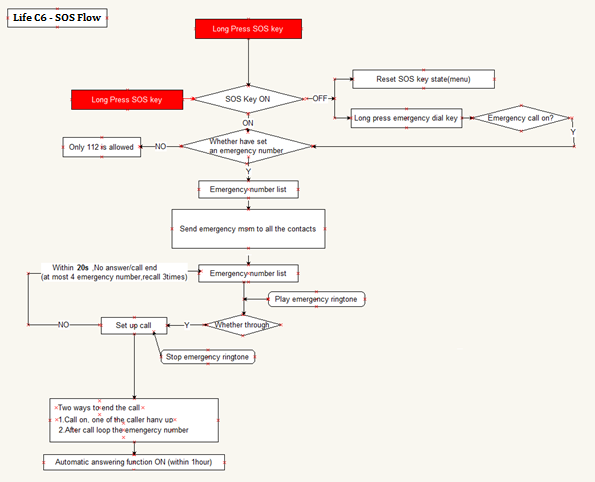 Life C6 - SOS Flow
Long Press SOS key
Long Press SOS key
SOS Key ON
OFF
Reset SOS key state(menu)
Long press emergency dial key
Emergency call on?
Y
ON
Whether have set
an emergency number
NO
Only 112 is allowed
Y
Emergency number list
Send emergency msm to all the contacts
Within 20s ,No answer/call end
(at most 4 emergency number,recall 3times)
Emergency number list
Play emergency ringtone
Whether through
Y
Set up call
NO
Stop emergency ringtone
Two ways to end the call
1.Call on, one of the caller hany up
2.After call loop the emengency number
Automatic answering function ON (within 1hour)